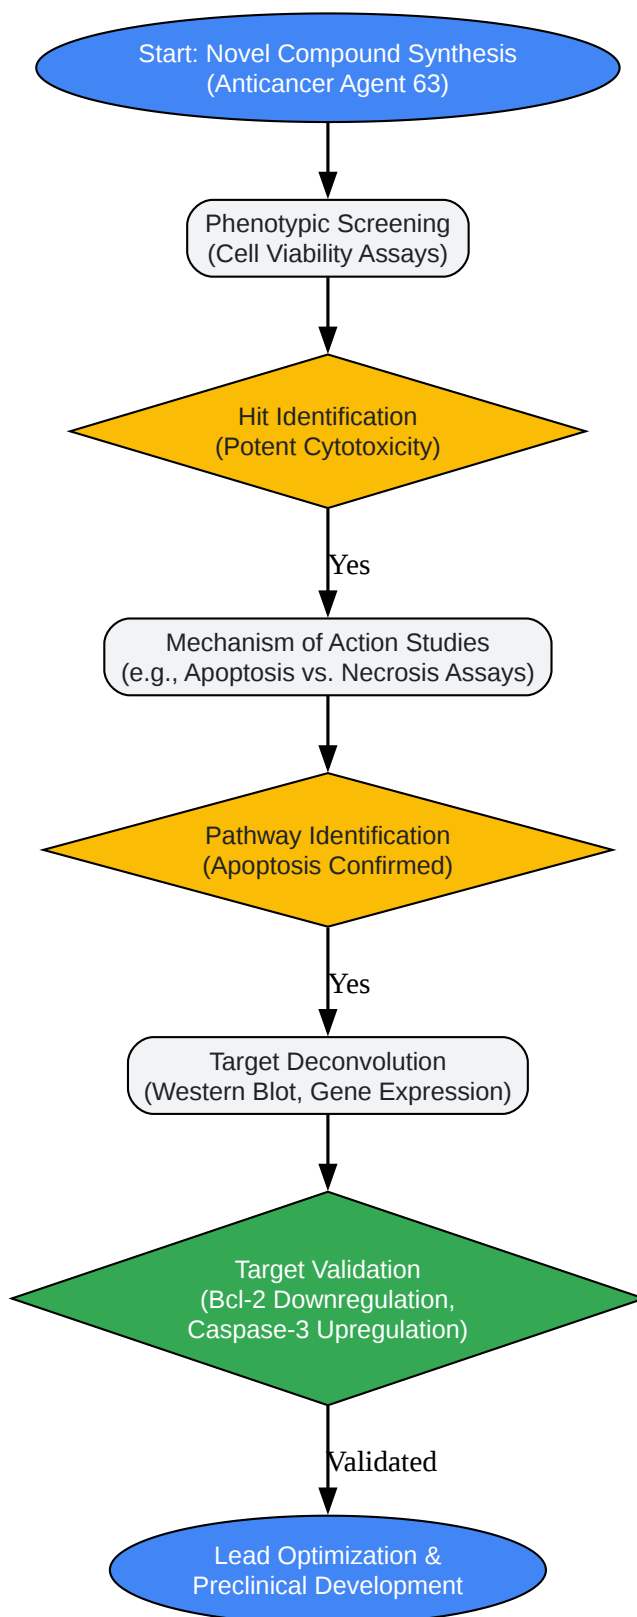 Start: Novel Compound Synthesis
(Anticancer Agent 63)
Phenotypic Screening
(Cell Viability Assays)
Hit Identification
(Potent Cytotoxicity)
Yes
Mechanism of Action Studies
(e.g., Apoptosis vs. Necrosis Assays)
Pathway Identification
(Apoptosis Confirmed)
Yes
Target Deconvolution
(Western Blot, Gene Expression)
Target Validation
(Bcl-2 Downregulation,
Caspase-3 Upregulation)
Validated
Lead Optimization &
Preclinical Development